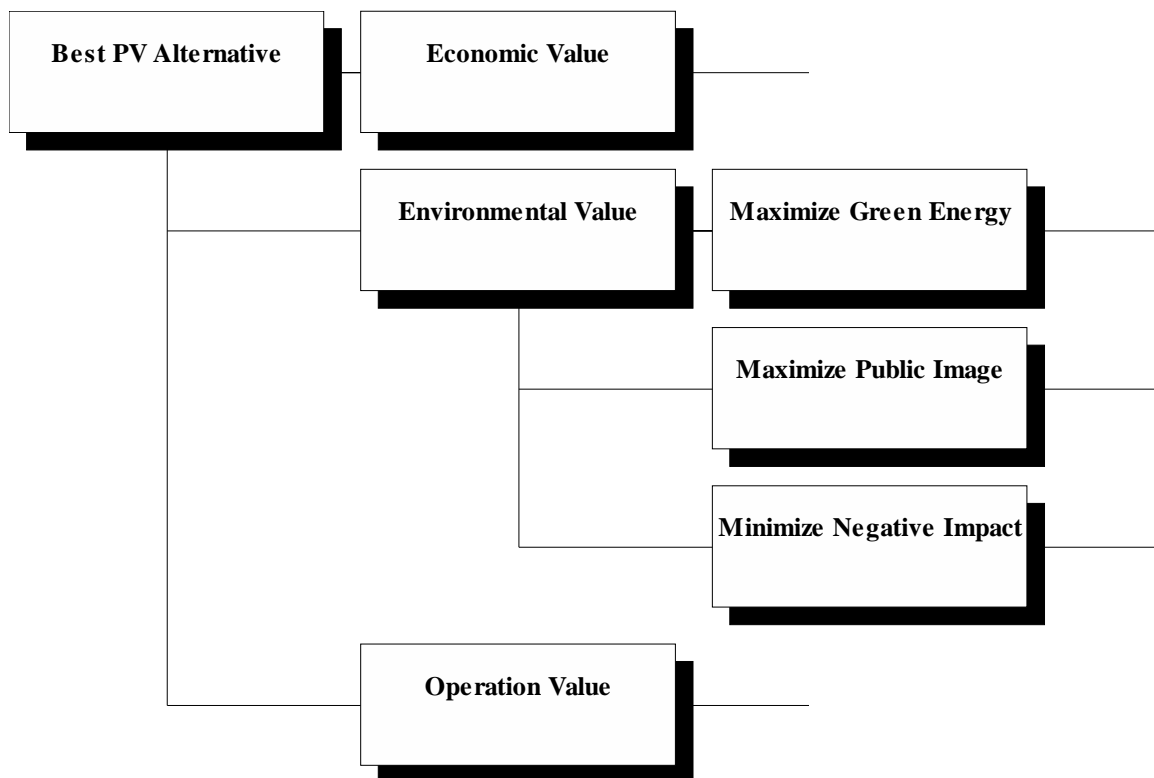 Best PV Alternative
Economic Value
Environmental Value
Maximize Green Energy
Maximize Public Image
Minimize Negative Impact
Operation Value